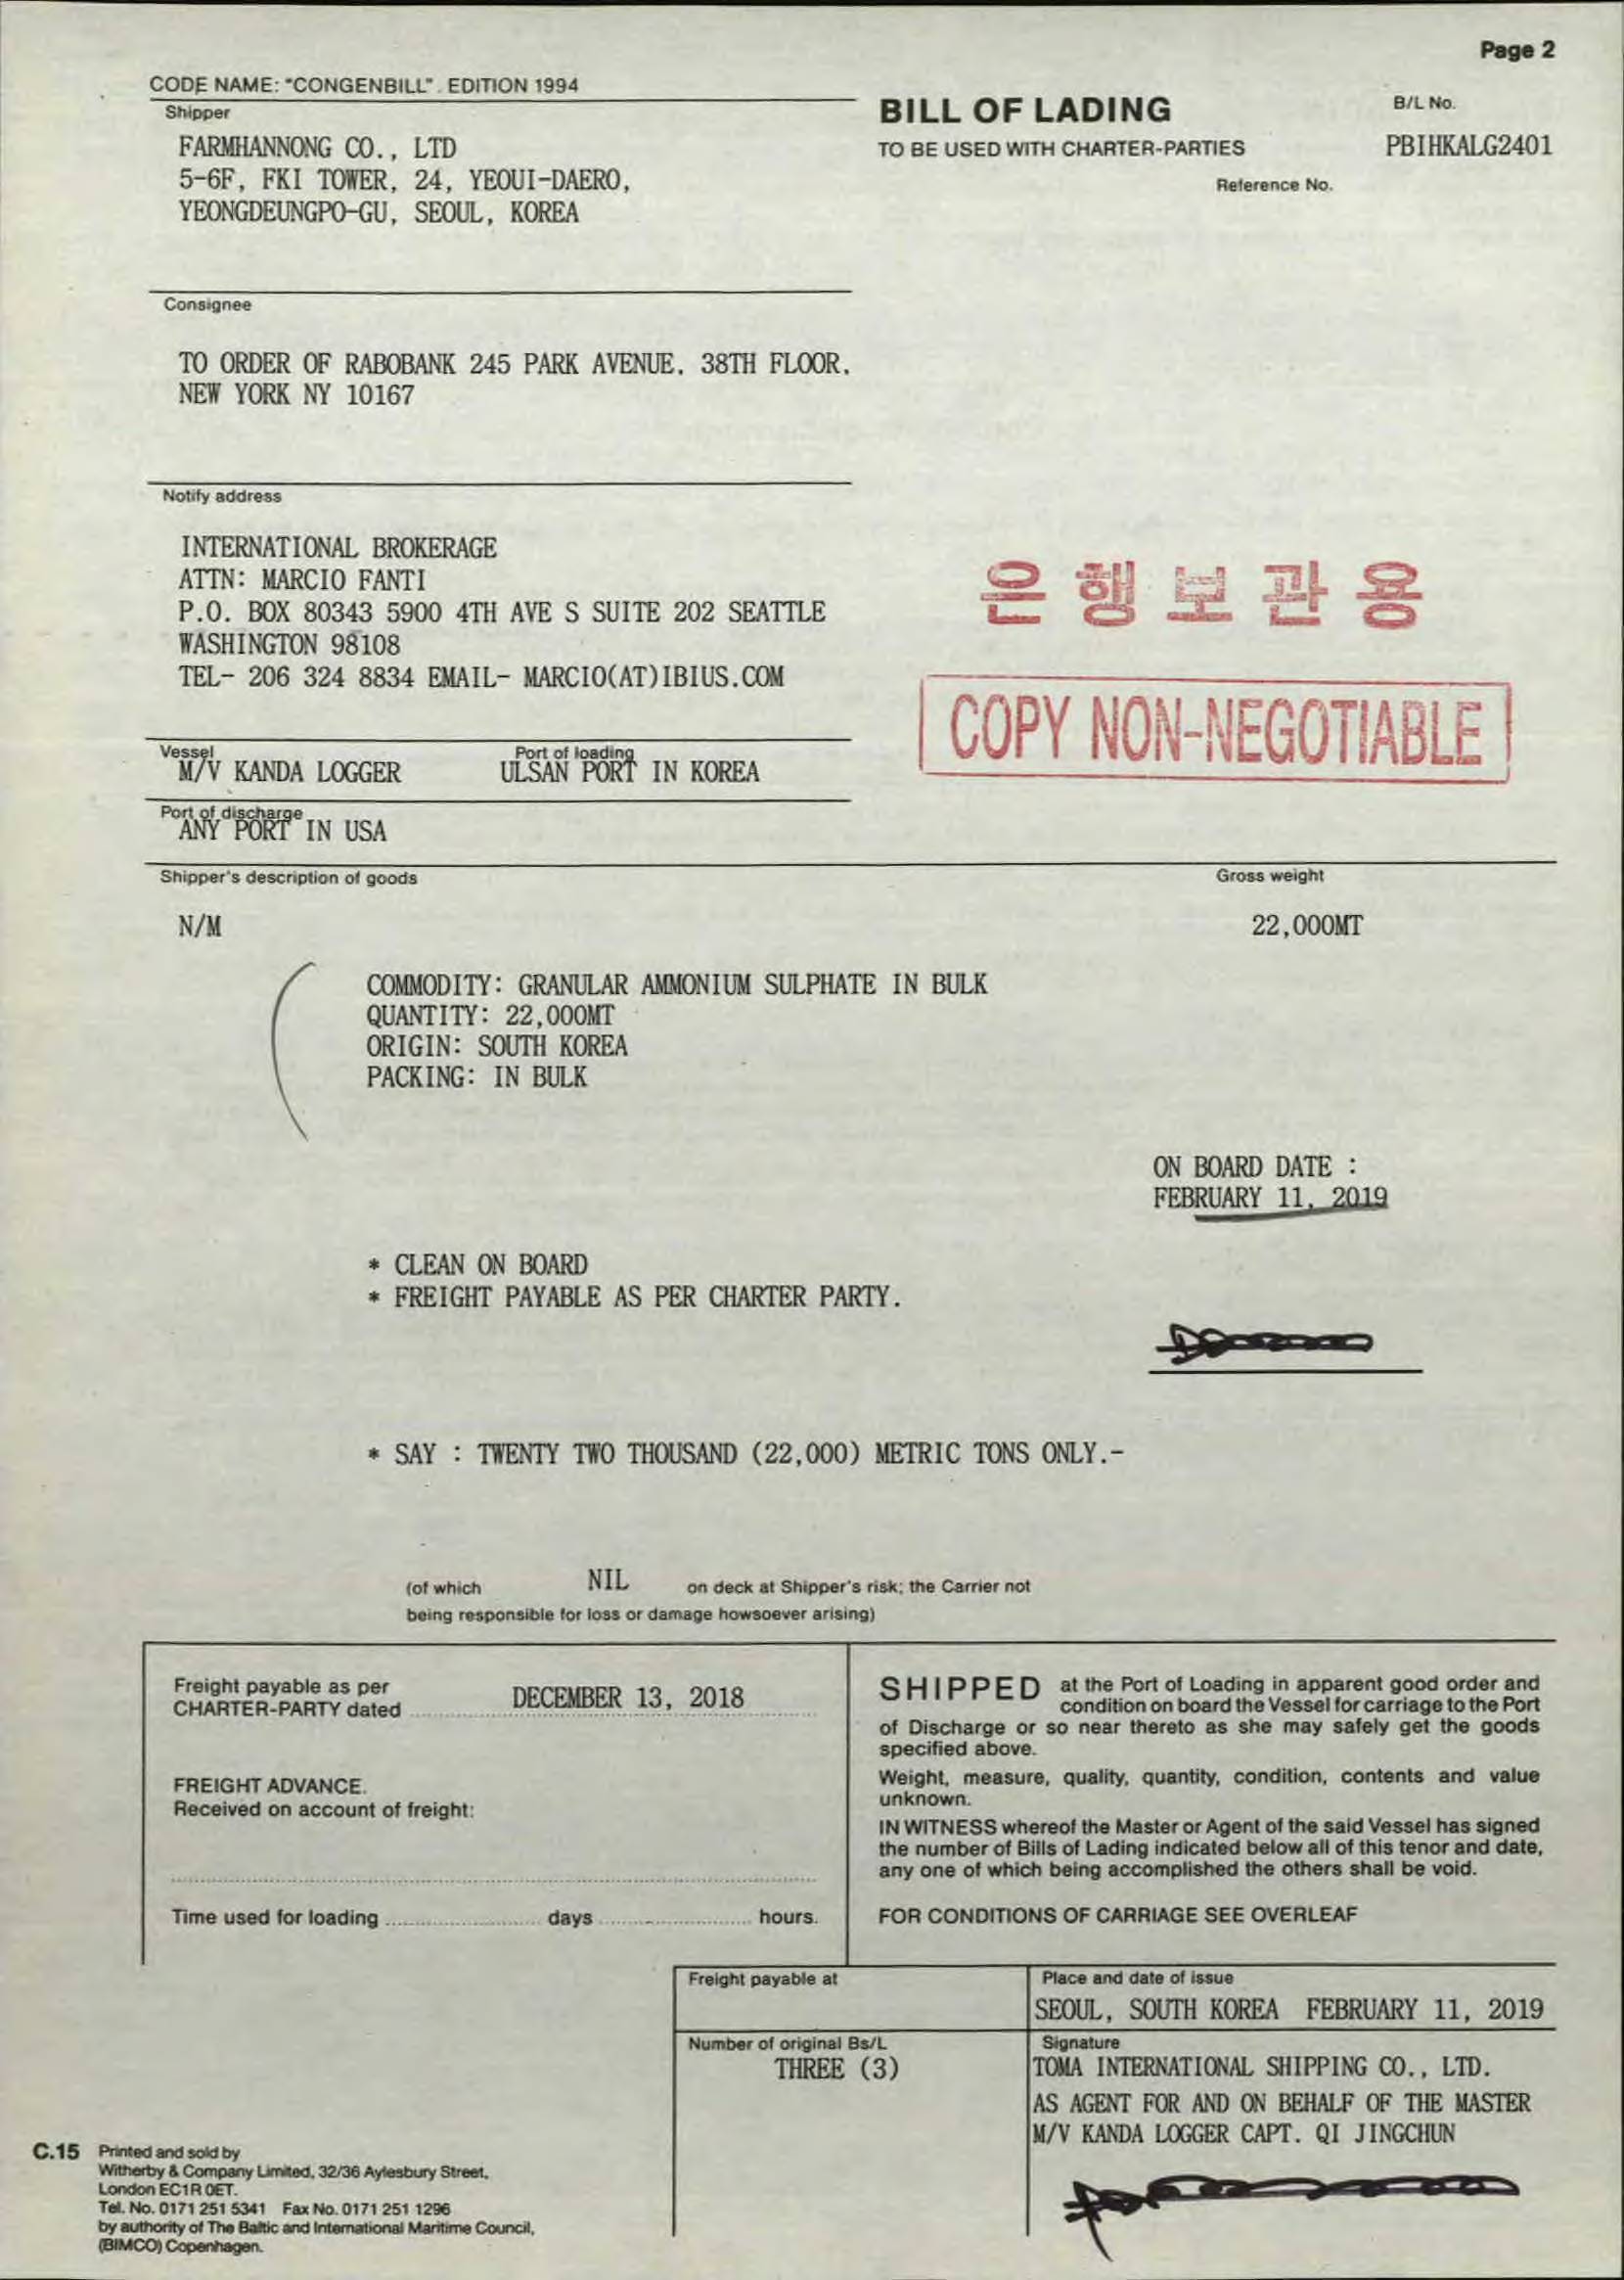 Page 2
CODE NAME: "CONGENBILL". EDITION 1994
Shipper
FARMHANNONG CO., LTD
5-6F, FKI TOWER, 24, YEOUI-DAERO,
YEONGDEUNGPO-GU, SEOUL, KOREA
BILL OF LADING
TO BE USED WITH CHARTER-PARTIES
Reference No.
B/L No.
PBIHKALG2401
Consignee
TO ORDER OF RABOBANK 245 PARK AVENUE. 38TH FLOOR.
NEW YORK NY 10167
Notify address
INTERNATIONAL BROKERAGE
ATTN: MARCIO FANTI
P.O. BOX 80343 5900 4TH AVE S SUITE 202 SEATTLE
WASHINGTON 98108
TEL- 206 324 8834 EMAIL- MARCIO(AT)IBIUS.COM
은행보관용
COPY NON-NEGOTIABLE
Vessel
M/V KANDA LOGGER
Port of loading
ULSAN PORT IN KOREA
Port of discharge
ANY PORT IN USA
Shipper's description of goods
Gross weight
N/M
22,000MT
COMMODITY: GRANULAR AMMONIUM SULPHATE IN BULK
QUANTITY: 22,000MT
ORIGIN: SOUTH KOREA
PACKING: IN BULK
ON BOARD DATE :
FEBRUARY 11, 2019
* CLEAN ON BOARD
* FREIGHT PAYABLE AS PER CHARTER PARTY.
* SAY : TWENTY TWO THOUSAND (22,000) METRIC TONS ONLY.-
(of which NIL on deck at Shipper's risk; the Carrier not
being responsible for loss or damage howsoever arising)
Freight payable as per
CHARTER-PARTY dated DECEMBER 13, 2018
FREIGHT ADVANCE.
Received on account of freight:
Time used for loading days hours.
SHIPPED at the Port of Loading in apparent good order and
condition on board the Vessel for carriage to the Port
of Discharge or so near thereto as she may safely get the goods
specified above.
Weight, measure, quality, quantity, condition, contents and value
unknown.
IN WITNESS whereof the Master or Agent of the said Vessel has signed
the number of Bills of Lading indicated below all of this tenor and date,
any one of which being accomplished the others shall be void.
FOR CONDITIONS OF CARRIAGE SEE OVERLEAF
Freight payable at
Place and date of issue
SEOUL, SOUTH KOREA FEBRUARY 11, 2019
Number of original Bs/L
THREE (3)
Signature
TOMA INTERNATIONAL SHIPPING CO., LTD.
AS AGENT FOR AND ON BEHALF OF THE MASTER
M/V KANDA LOGGER CAPT. QI JINGCHUN
C.15 Printed and sold by
Witherby & Company Limited, 32/36 Aylesbury Street,
London EC1R 0ET.
Tel. No. 0171 251 5341 Fax No. 0171 251 1296
by authority of The Baltic and International Maritime Council,
(BIMCO) Copenhagen.